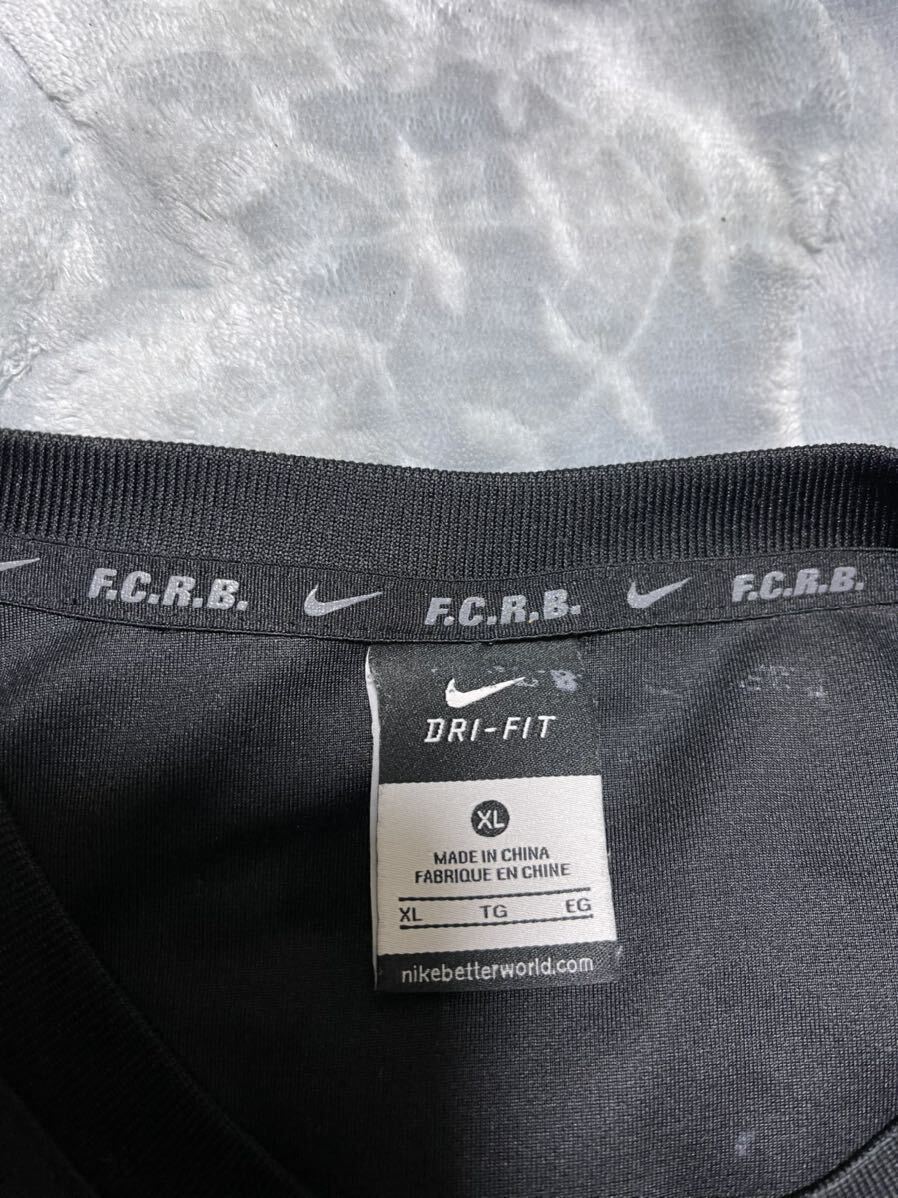 F.C.R.B. F.C.R.B. F.C.R.B.
DRI-FIT
XL
MADE IN CHINA
FABRIQUE EN CHINE
XL TG EG
nikebetterworld.com